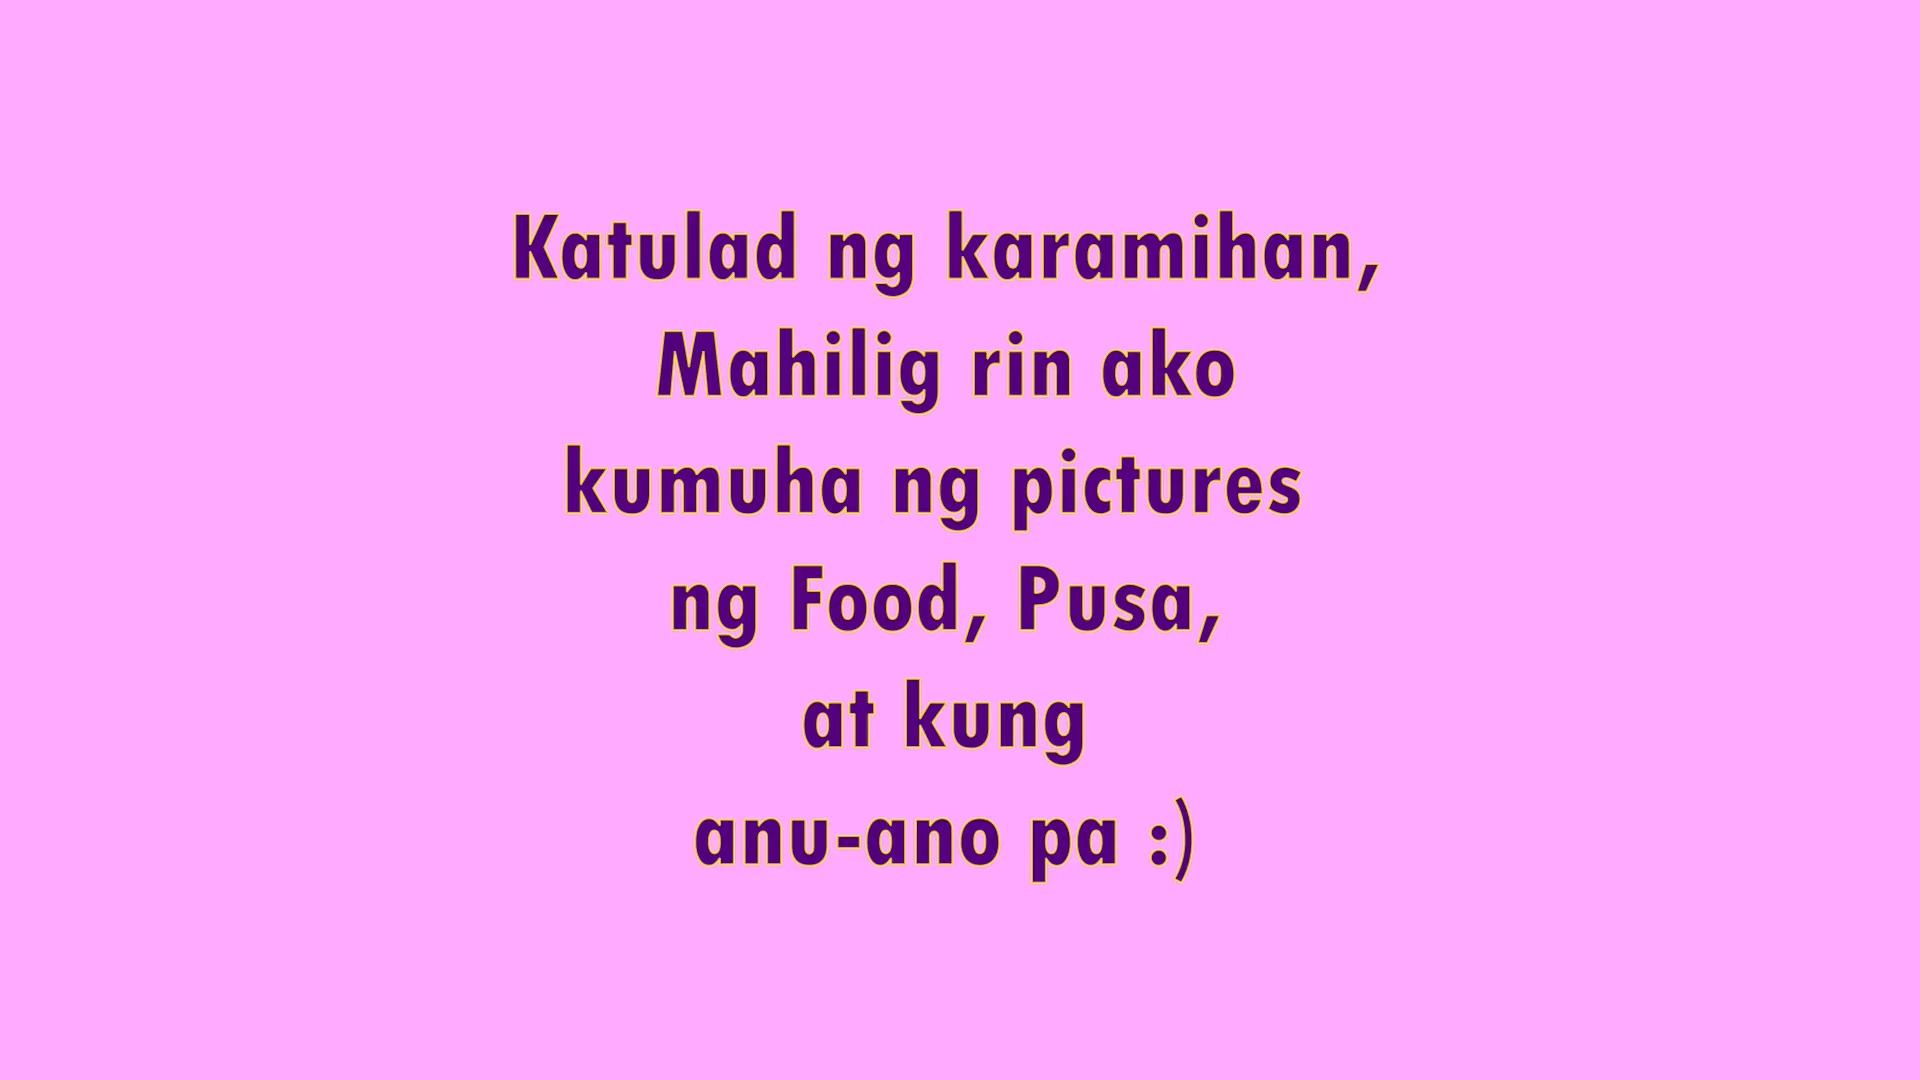 Katulad ng karamihan,
Mahilig rin ako
kumuha ng pictures
ng Food, Pusa,
at kung
anu-ano pa :)